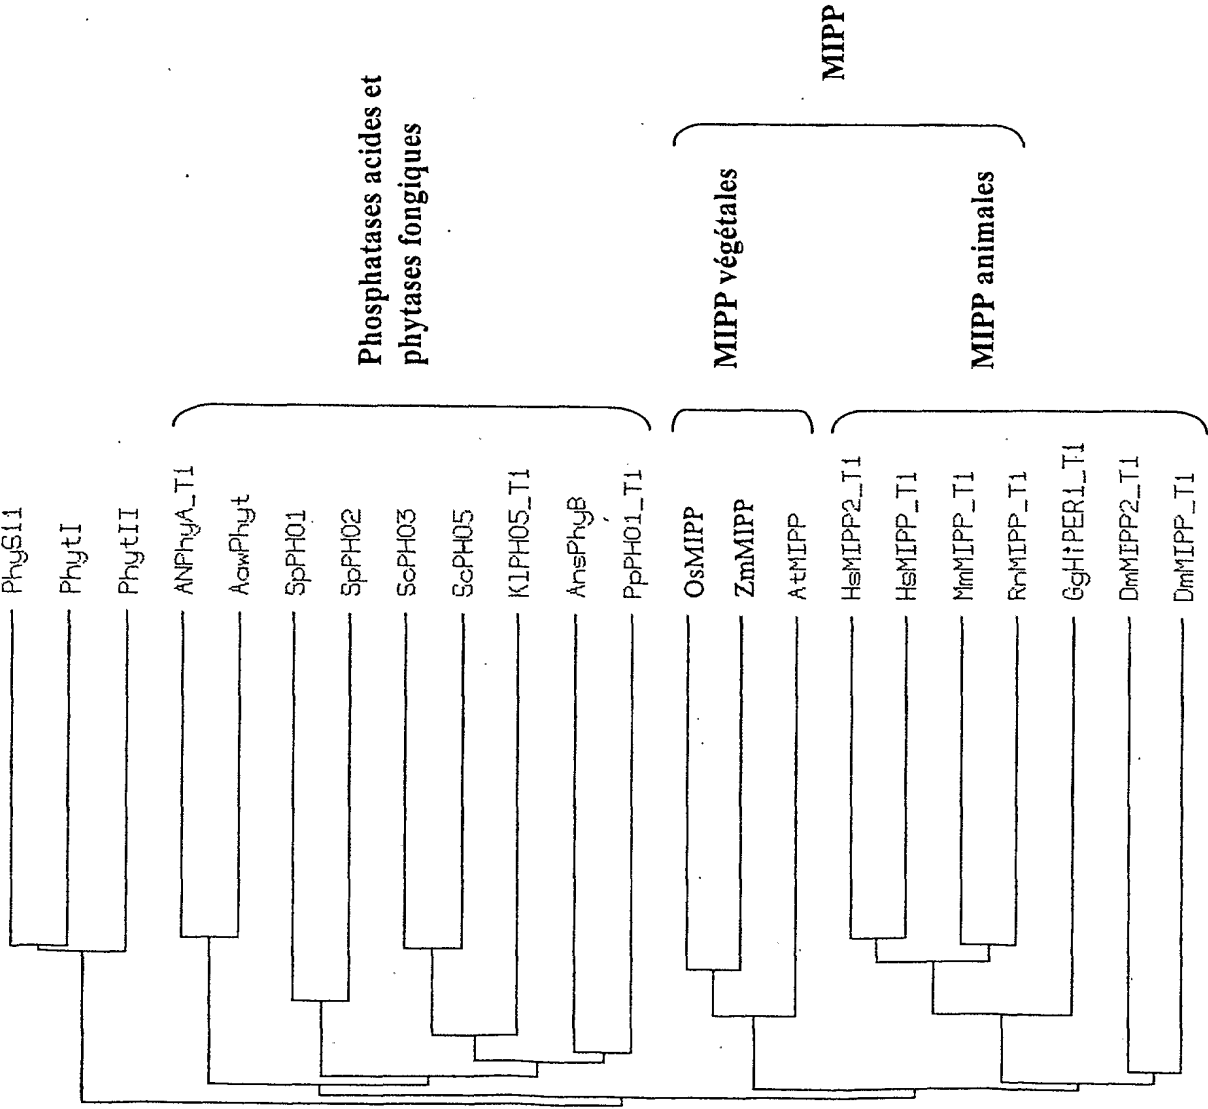 PhyS11
PhytI
PhytII
ANPhyA_T1
AawPhyt
SpPHO1
SpPHO2
ScPHO3
ScPHO5
KlPHO5_T1
AnsPhyB
PpPHO1_T1
OsMIPP
ZmMIPP
AtMIPP
HsMIPP2_T1
HsMIPP_T1
MmMIPP_T1
RnMIPP_T1
GgHiPER1_T1
DmMIPP2_T1
DmMIPP_T1
Phosphatases acides et
phytases fongiques
MIPP végétales
MIPP animales
MIPP